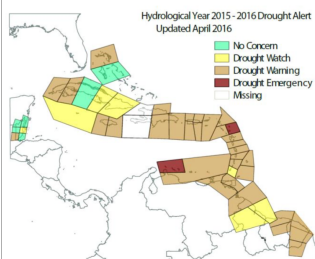 Hydrological Year 2015 - 2016 Drought Alert
Updated April 2016
No Concern
Drought Watch
Drought Warning
Drought Emergency
Missing